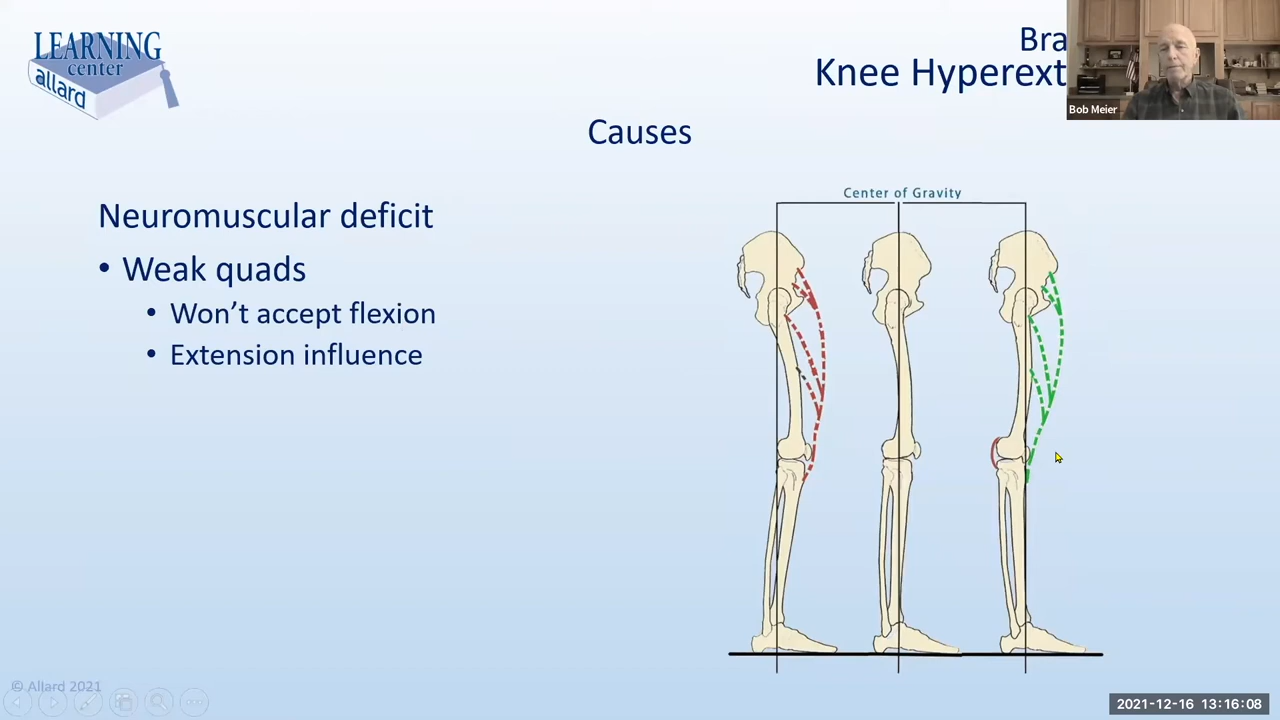 LEARNING
center
allard
Bra
Knee Hyperext
Bob Meier
Causes
Neuromuscular deficit
• Weak quads
• Won’t accept flexion
• Extension influence
Center of Gravity
© Allard 2021
2021-12-16 13:16:08